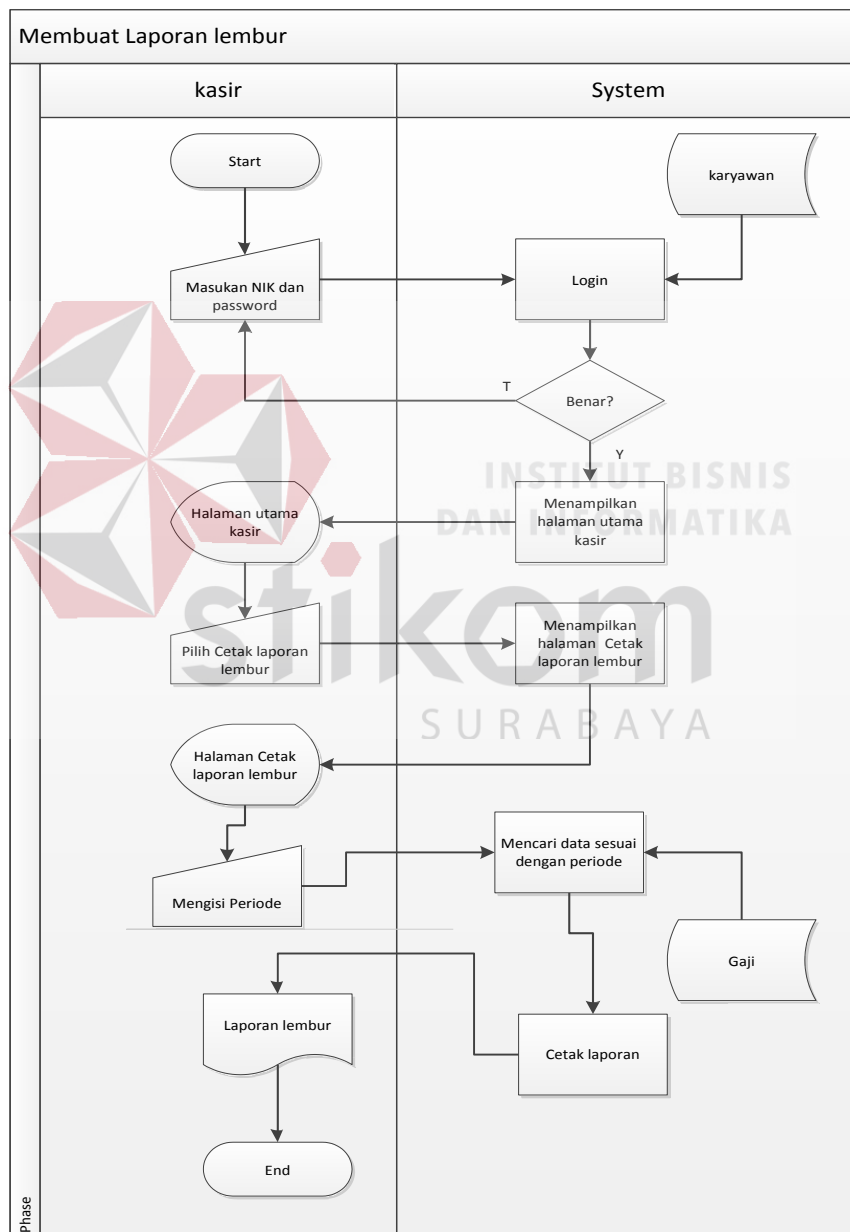 Membuat Laporan lembur
kasir
System
Start
karyawan
Masukan NIK dan
password
Login
Benar?
T
Y
INSTITUT BISNIS
DAN INFORMATIKA
Halaman utama
kasir
Menampilkan
halaman utama
kasir
stikom
SURABAYA
Pilih Cetak laporan
lembur
Menampilkan
halaman Cetak
laporan lembur
Halaman Cetak
laporan lembur
Mengisi Periode
Mencari data sesuai
dengan periode
Gaji
Laporan lembur
Cetak laporan
End
Phase